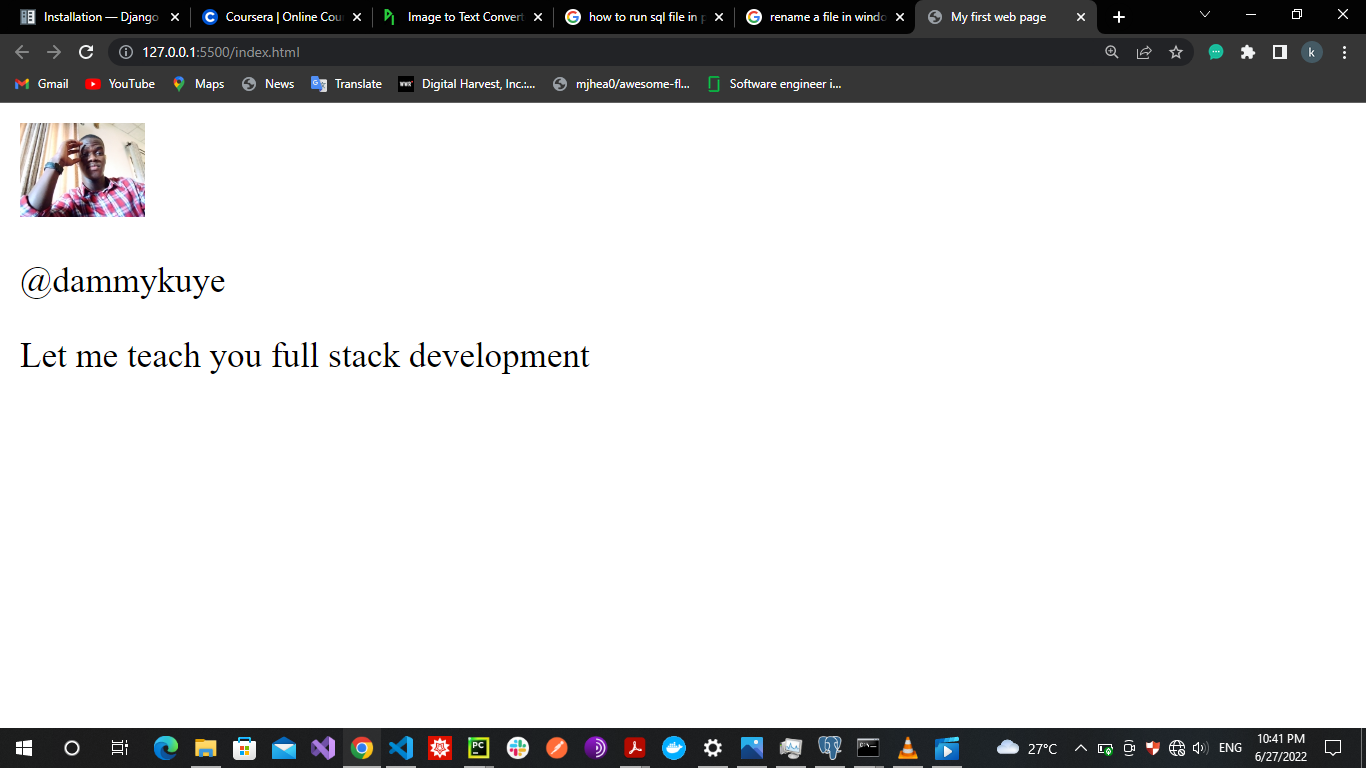 Installation — Django
Coursera | Online Cou
Image to Text Convert
how to run sql file in p
rename a file in windo
My first web page
127.0.0.1:5500/index.html
k
Gmail
YouTube
Maps
News
Translate
WWR
Digital Harvest, Inc.:...
mjhea0/awesome-fl...
Software engineer i...
@dammykuye
Let me teach you full stack development
PC
27°C
ENG
10:41 PM
6/27/2022